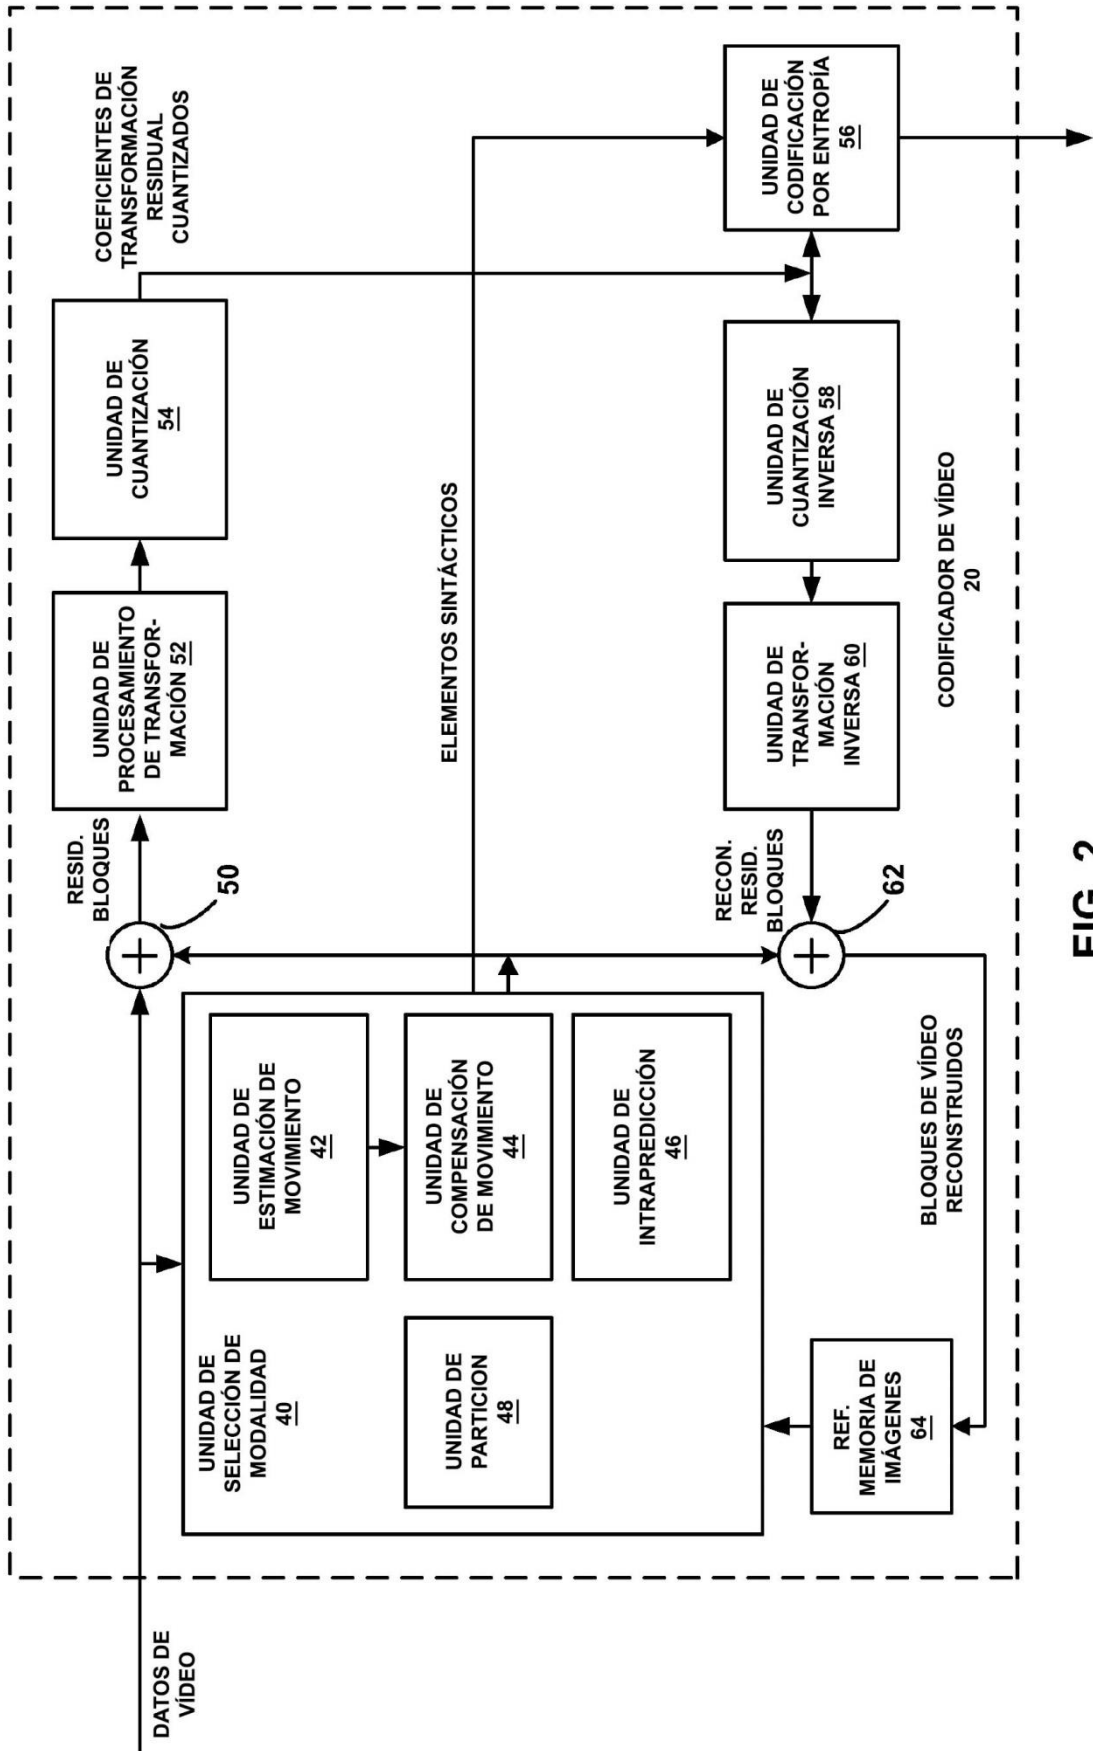 DATOS DE
VÍDEO
UNIDAD DE
SELECCIÓN DE
MODALIDAD
40
UNIDAD DE
PARTICION
48
UNIDAD DE
ESTIMACIÓN DE
MOVIMIENTO
42
UNIDAD DE
COMPENSACIÓN
DE MOVIMIENTO
44
UNIDAD DE
INTRAPREDICCIÓN
46
REF.
MEMORIA DE
IMÁGENES
64
BLOQUES DE VÍDEO
RECONSTRUIDOS
50
RESID.
BLOQUES
UNIDAD DE
PROCESAMIENTO
DE TRANSFOR-
MACIÓN 52
UNIDAD DE
CUANTIZACIÓN
54
COEFICIENTES DE
TRANSFORMACIÓN
RESIDUAL
CUANTIZADOS
ELEMENTOS SINTÁCTICOS
62
RECON.
RESID.
BLOQUES
UNIDAD DE
TRANSFOR-
MACIÓN
INVERSA 60
UNIDAD DE
CUANTIZACIÓN
INVERSA 58
UNIDAD DE
CODIFICACIÓN
POR ENTROPÍA
56
CODIFICADOR DE VÍDEO
20
FIG. 2